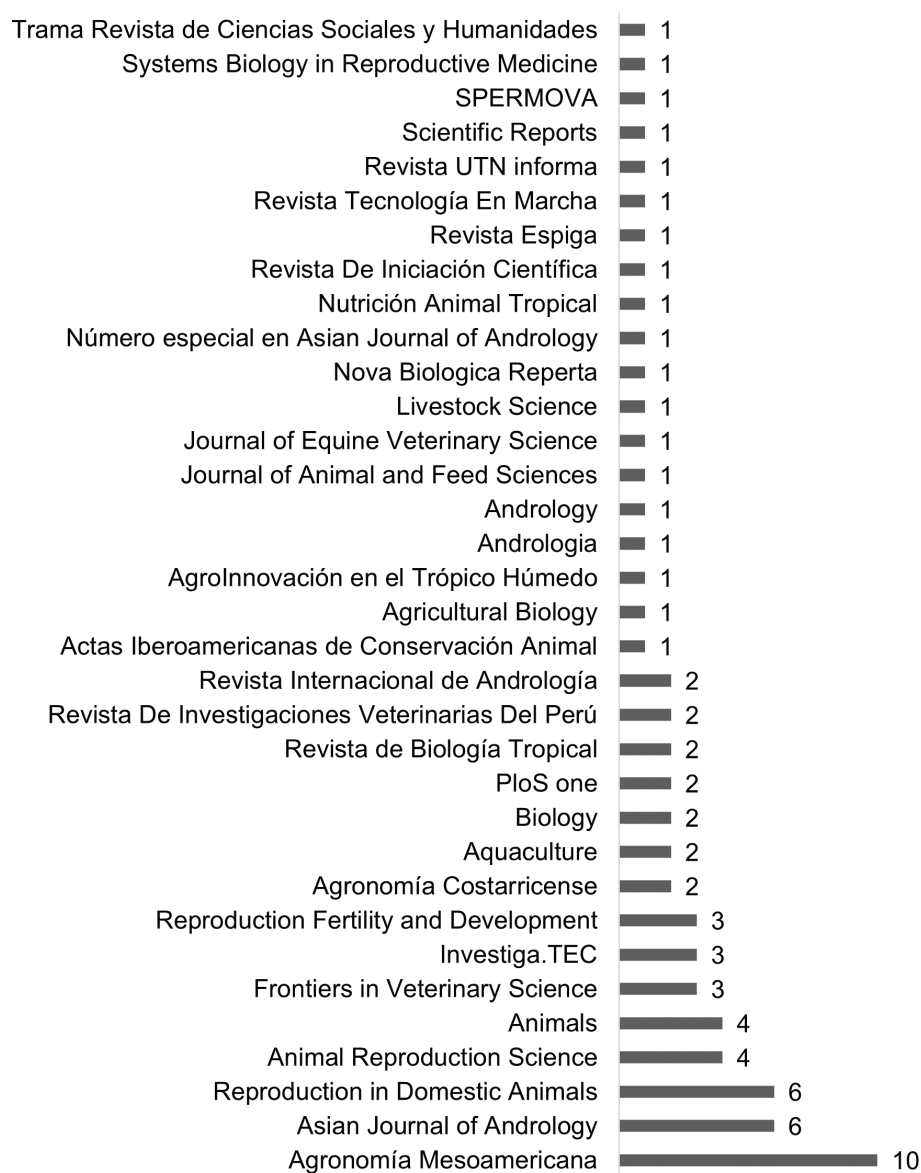 Trama Revista de Ciencias Sociales y Humanidades 1
Systems Biology in Reproductive Medicine 1
SPERMOVA 1
Scientific Reports 1
Revista UTN informa 1
Revista Tecnología En Marcha 1
Revista Espiga 1
Revista De Iniciación Científica 1
Nutrición Animal Tropical 1
Número especial en Asian Journal of Andrology 1
Nova Biologica Reperta 1
Livestock Science 1
Journal of Equine Veterinary Science 1
Journal of Animal and Feed Sciences 1
Andrology 1
Andrologia 1
AgroInnovación en el Trópico Húmedo 1
Agricultural Biology 1
Actas Iberoamericanas de Conservación Animal 1
Revista Internacional de Andrología 2
Revista De Investigaciones Veterinarias Del Perú 2
Revista de Biología Tropical 2
PloS one 2
Biology 2
Aquaculture 2
Agronomía Costarricense 2
Reproduction Fertility and Development 3
Investiga.TEC 3
Frontiers in Veterinary Science 3
Animals 4
Animal Reproduction Science 4
Reproduction in Domestic Animals 6
Asian Journal of Andrology 6
Agronomía Mesoamericana 10